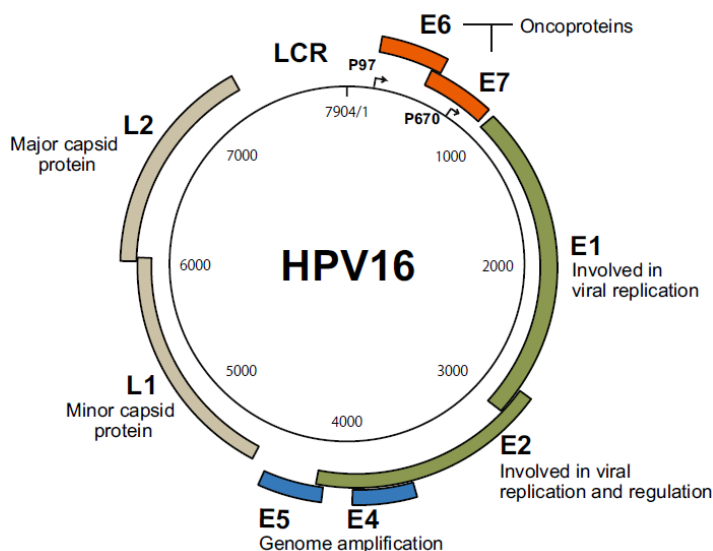 E6
Oncoproteins
LCR
P97
E7
7904/1
P670
L2
Major capsid
protein
7000
1000
E1
Involved in
viral replication
6000
HPV16
2000
L1
Minor capsid
protein
5000
3000
4000
E2
Involved in viral
replication and regulation
E5
E4
Genome amplification